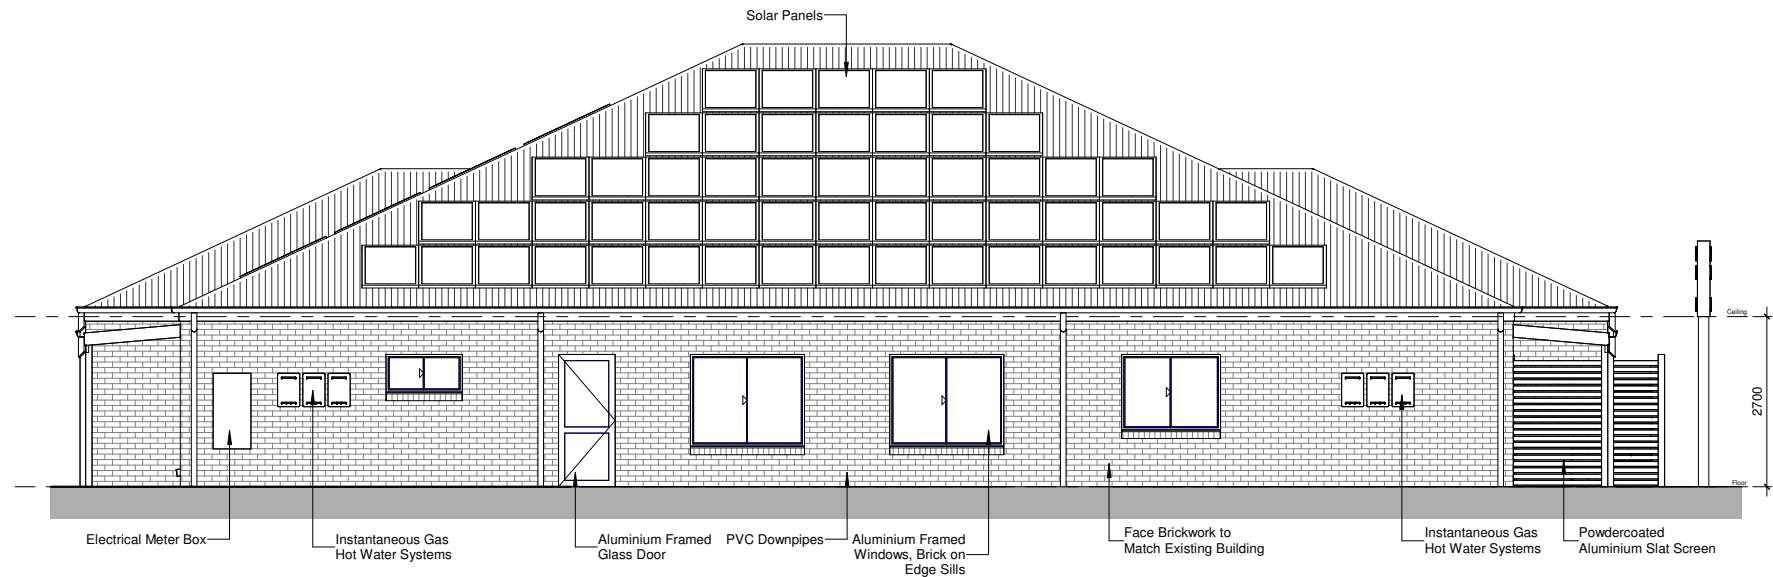 Solar Panels
Ceiling
2700
Floor
Electrical Meter Box
Instantaneous Gas
Hot Water Systems
Aluminium Framed
Glass Door
PVC Downpipes
Aluminium Framed
Windows, Brick on
Edge Sills
Face Brickwork to
Match Existing Building
Instantaneous Gas
Hot Water Systems
Powdercoated
Aluminium Slat Screen